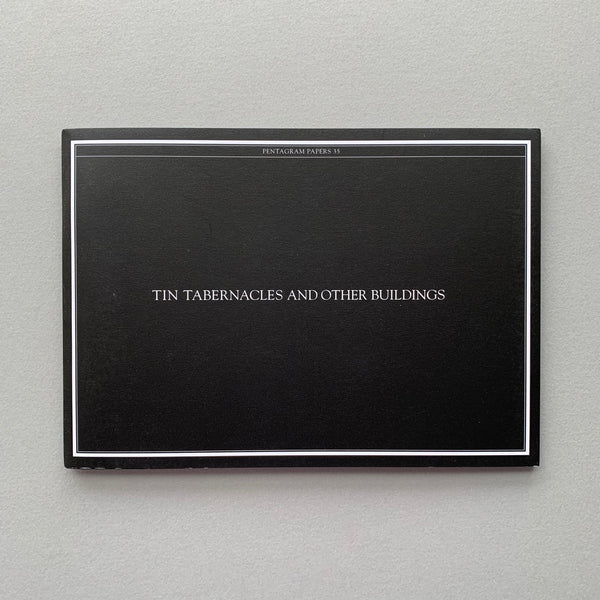 PENTAGRAM PAPERS 35
TIN TABERNACLES AND OTHER BUILDINGS